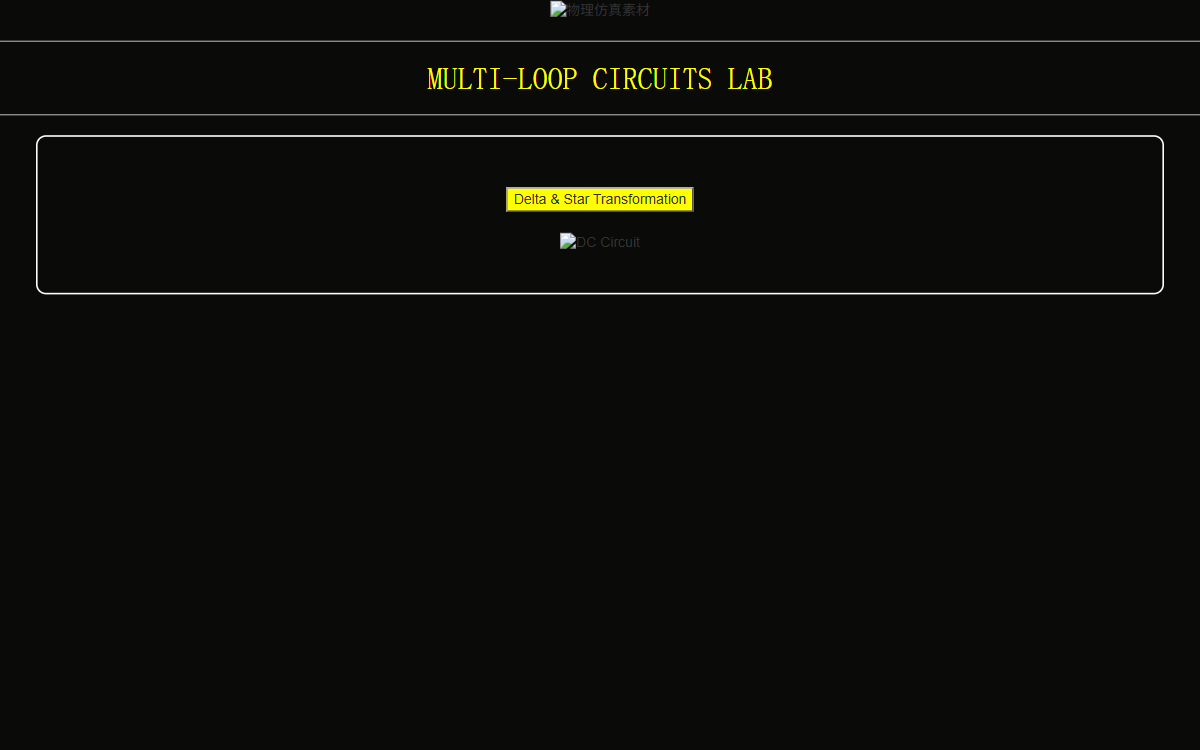 物理仿真素材
MULTI-LOOP CIRCUITS LAB
Delta & Star Transformation
DC Circuit